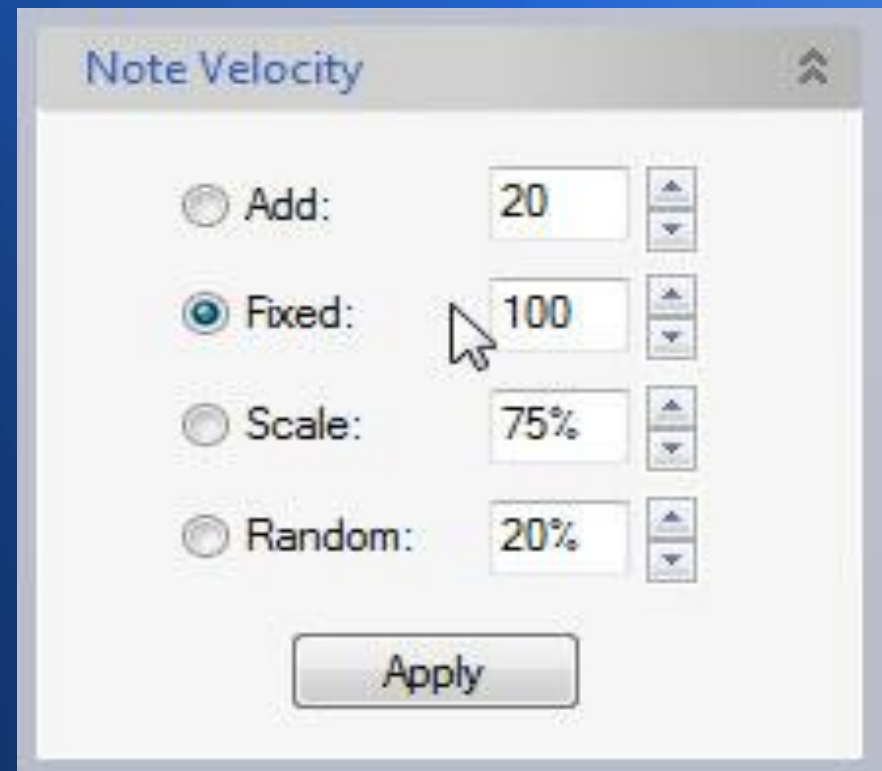 Note Velocity
Add: 20
Fixed: 100
Scale: 75%
Random: 20%
Apply